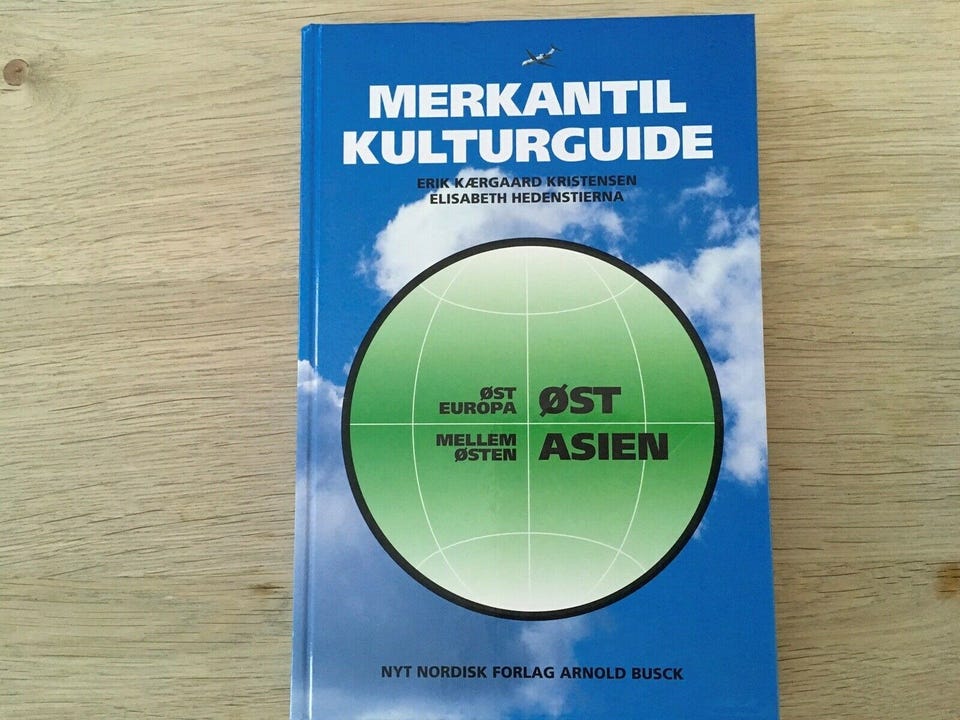 MERKANTIL
KULTURGUIDE
ERIK KÆRGAARD KRISTENSEN
ELISABETH HEDENSTIERNA
ØST
EUROPA
MELLEM
ØSTEN
ØST
ASIEN
NYT NORDISK FORLAG ARNOLD BUSCK